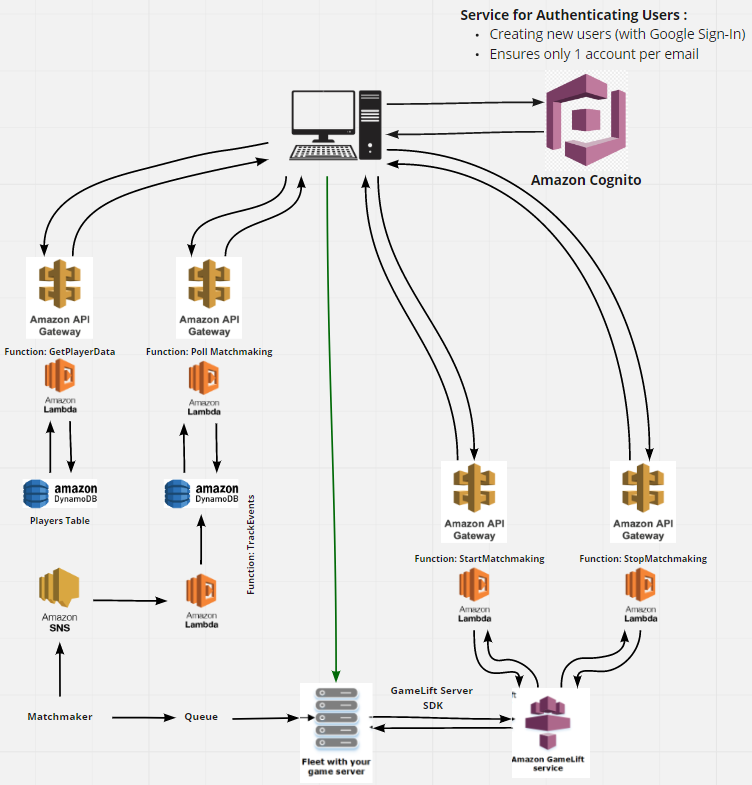 Service for Authenticating Users :
• Creating new users (with Google Sign-In)
• Ensures only 1 account per email
Amazon Cognito
Amazon API
Gateway
Amazon API
Gateway
Function: GetPlayerData
Function: Poll Matchmaking
Amazon
Lambda
Amazon
Lambda
amazon
DynamoDB
amazon
DynamoDB
Players Table
Function: TrackEvents
Amazon API
Gateway
Amazon API
Gateway
Function: StartMatchmaking
Function: StopMatchmaking
Amazon
SNS
Amazon
Lambda
Amazon
Lambda
Amazon
Lambda
Matchmaker
Queue
GameLift Server
SDK
Fleet with your
game server
Amazon GameLift
service